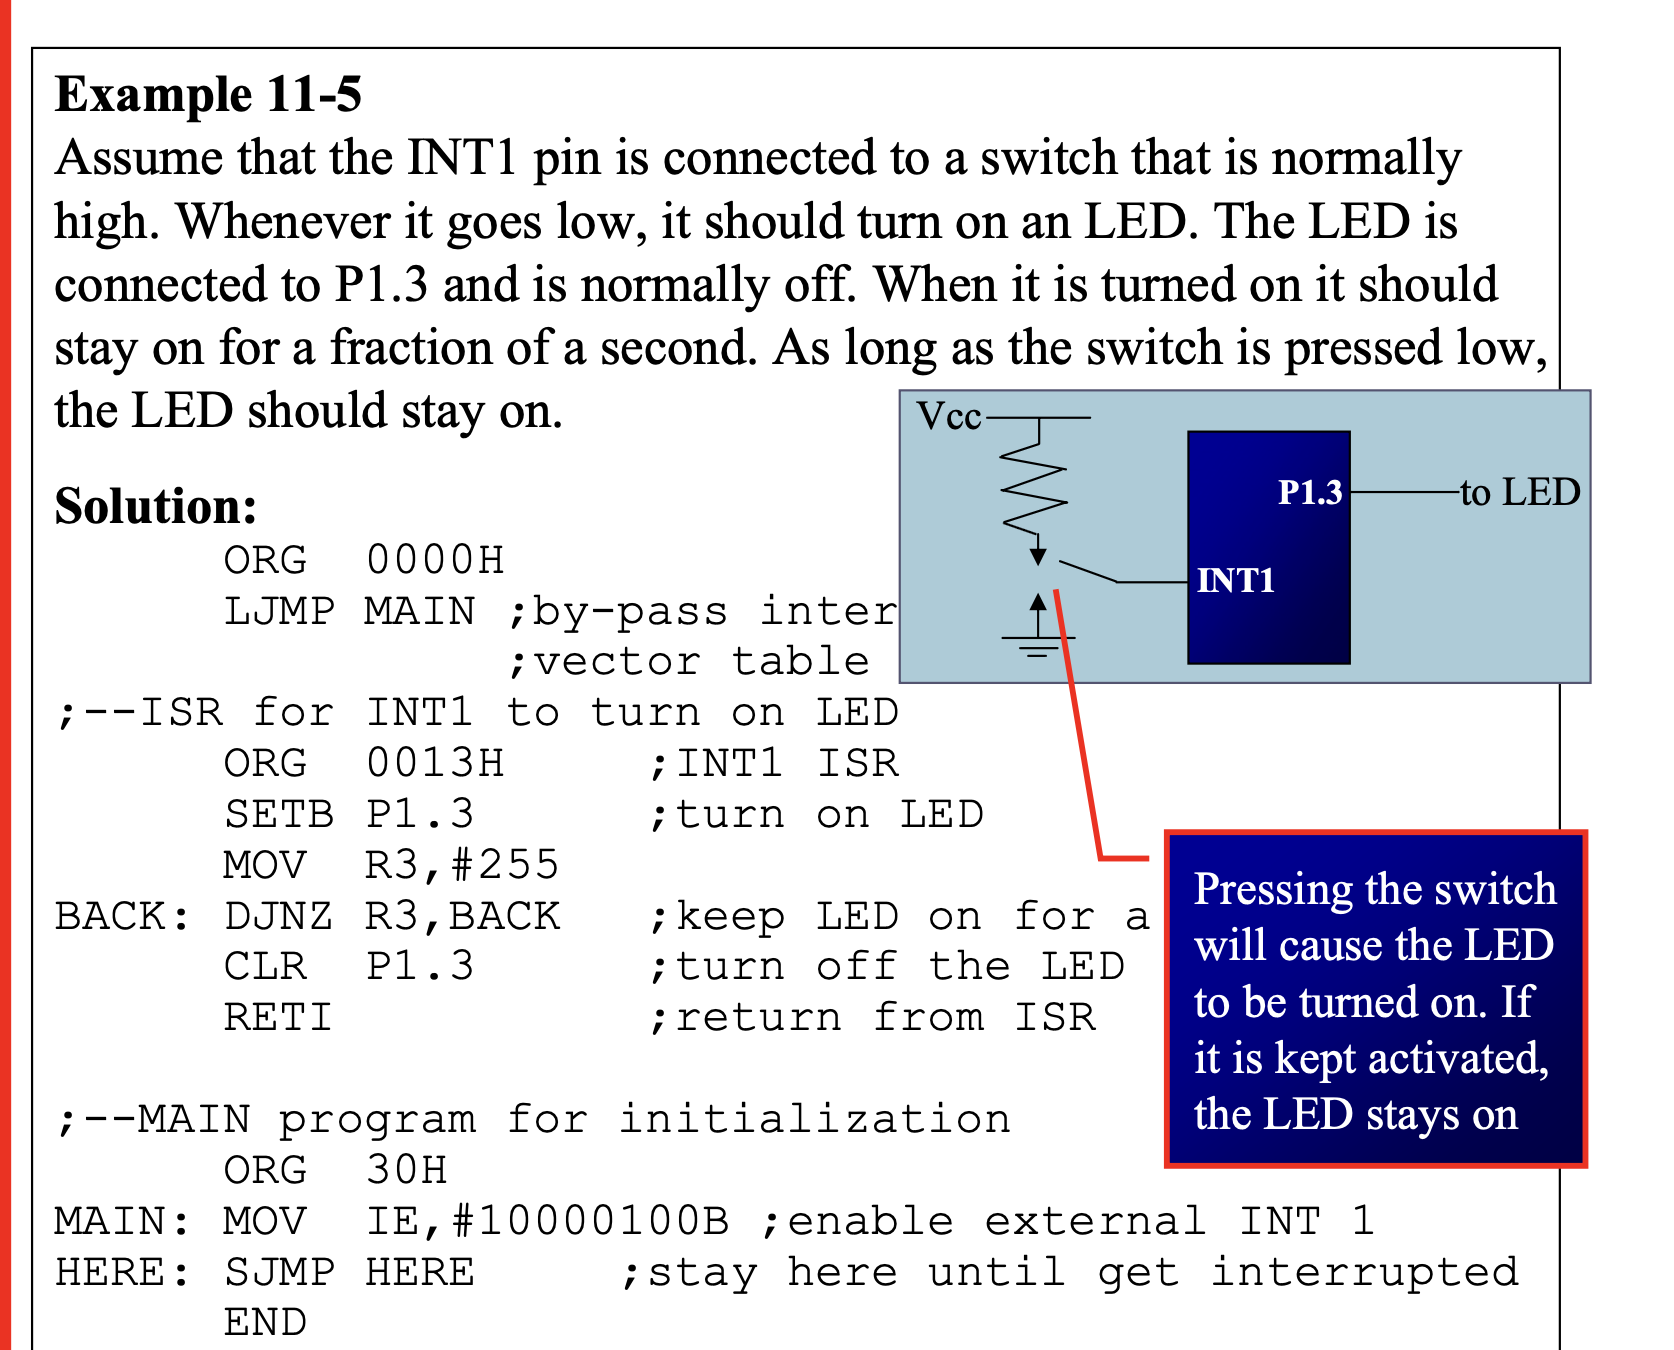 Example 11-5
Assume that the INT1 pin is connected to a switch that is normally
high. Whenever it goes low, it should turn on an LED. The LED is
connected to P1.3 and is normally off. When it is turned on it should
stay on for a fraction of a second. As long as the switch is pressed low,
the LED should stay on.
Vcc
P1.3
to LED
INT1
Solution:
ORG 0000H
LJMP MAIN ;by-pass inter
;vector table
;--ISR for INT1 to turn on LED
ORG 0013H ;INT1 ISR
SETB P1.3 ;turn on LED
MOV R3,#255
BACK: DJNZ R3,BACK ;keep LED on for a
CLR P1.3 ;turn off the LED
RETI ;return from ISR
Pressing the switch
will cause the LED
to be turned on. If
it is kept activated,
the LED stays on
;--MAIN program for initialization
ORG 30H
MAIN: MOV IE,#10000100B ;enable external INT 1
HERE: SJMP HERE ;stay here until get interrupted
END